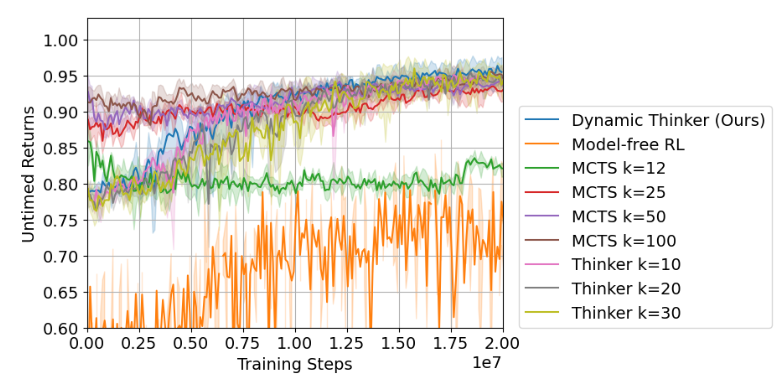 1.00
0.95
0.90
0.85
0.80
0.75
0.70
0.65
0.60
Untimed Returns
0.00 0.25 0.50 0.75 1.00 1.25 1.50 1.75 2.00
Training Steps
1e7
Dynamic Thinker (Ours)
Model-free RL
MCTS k=12
MCTS k=25
MCTS k=50
MCTS k=100
Thinker k=10
Thinker k=20
Thinker k=30